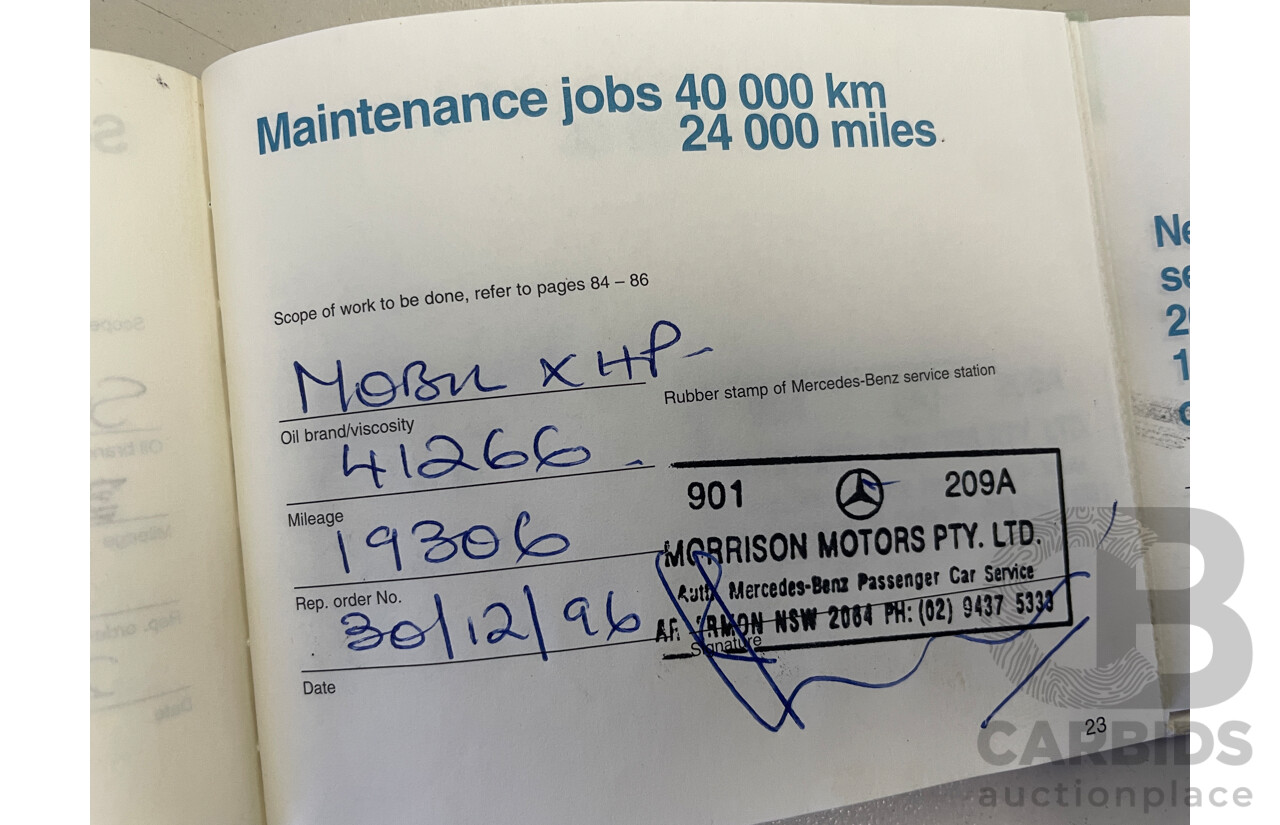 Maintenance jobs 40 000 km
24 000 miles
Scope of work to be done, refer to pages 84 – 86
MOBIL XHP -
Oil brand/viscosity
Rubber stamp of Mercedes-Benz service station
41266 -
Mileage
19306
Rep. order No.
30/12/96
Date
901 209A
MORRISON MOTORS PTY. LTD.
Auth. Mercedes-Benz Passenger Car Service
NSW 2064 PH: (02) 9437 5333
Signature
23
CARBIDS
auctionplace